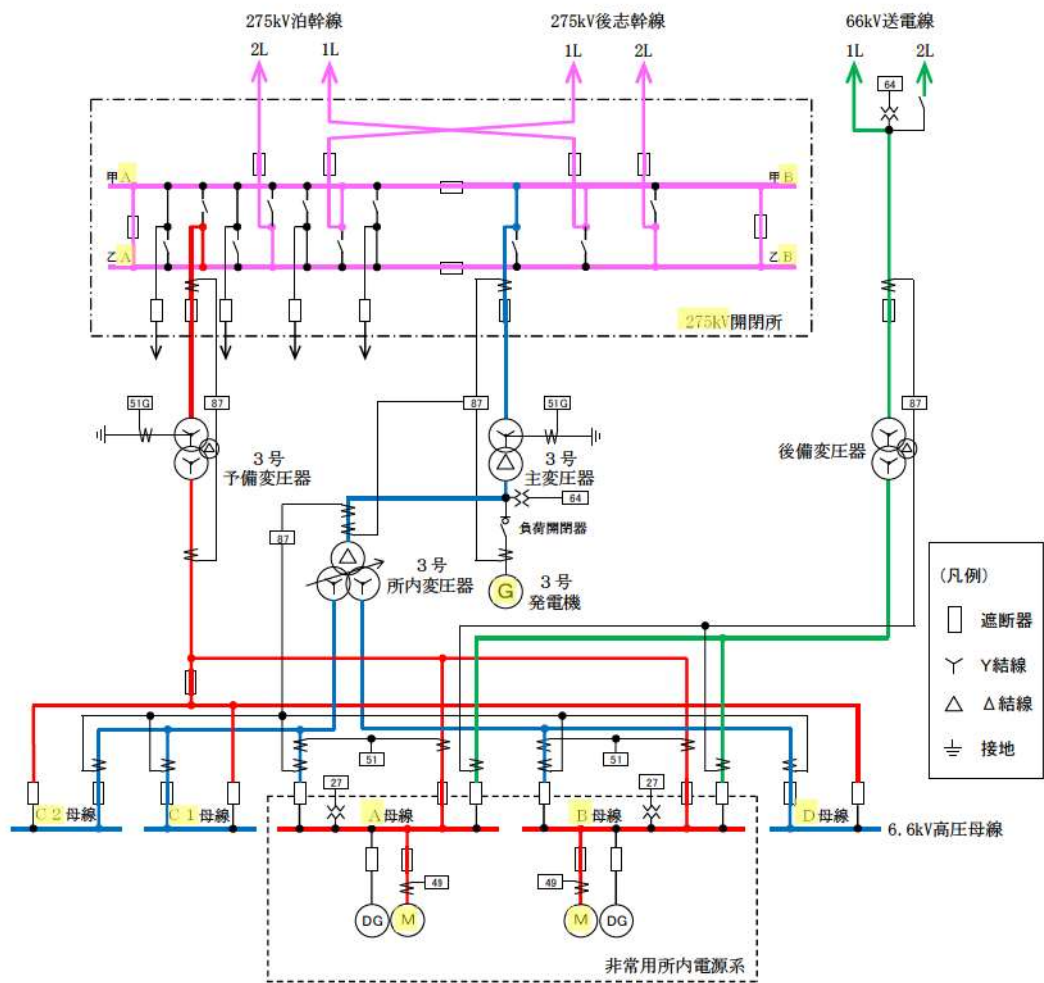 275kV泊幹線
275kV後志幹線
66kV送電線
2L
1L
1L
2L
1L
2L
64
甲A
甲B
乙A
乙B
275kV開閉所
51G
87
87
51G
87
3号
予備変圧器
3号
主変圧器
後備変圧器
64
負荷開閉器
87
3号
所内変圧器
G
3号
発電機
(凡例)
遮断器
Y結線
Δ結線
接地
51
51
27
27
C2母線
C1母線
A母線
B母線
D母線
6.6kV高圧母線
49
49
DG
M
M
DG
非常用所内電源系